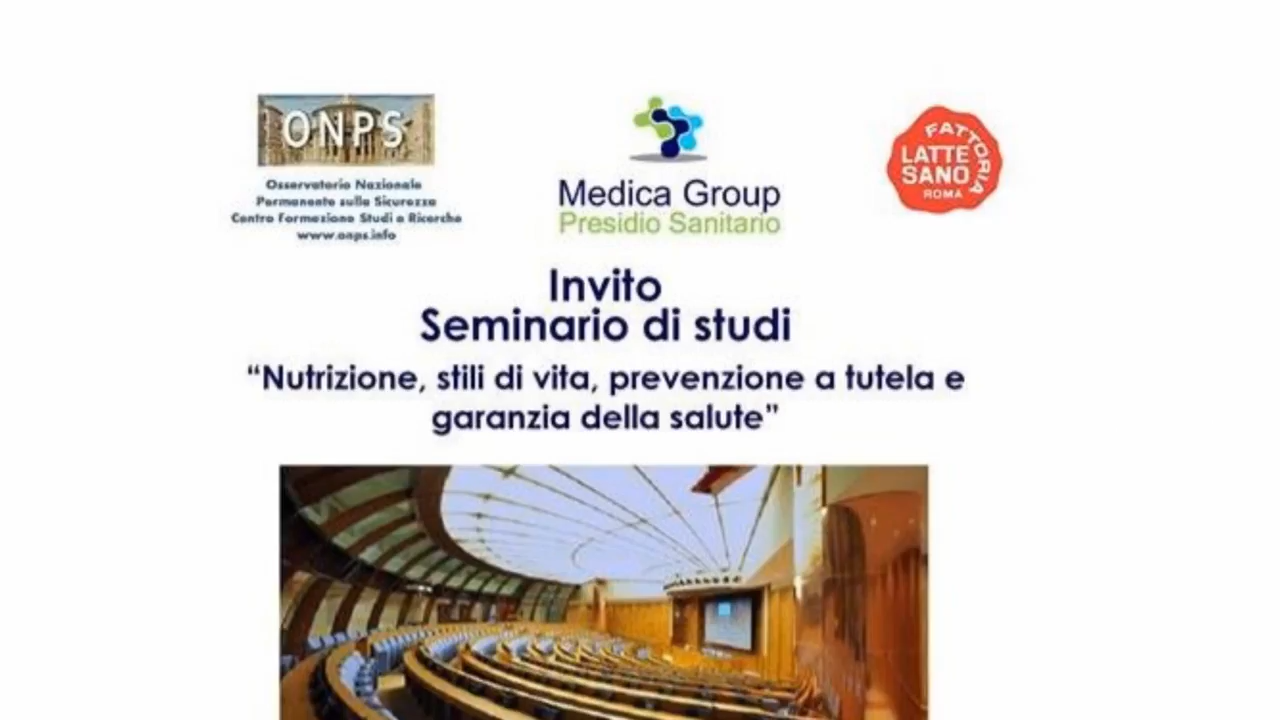 ONPS
Osservatorio Nazionale
Permanente sulla Sicurezza
Centro Formazione Studi e Ricerche
www.onps.info
Medica Group
Presidio Sanitario
FATTORIA
LATTE
SANO
ROMA
Invito
Seminario di studi
“Nutrizione, stili di vita, prevenzione a tutela e
garanzia della salute”